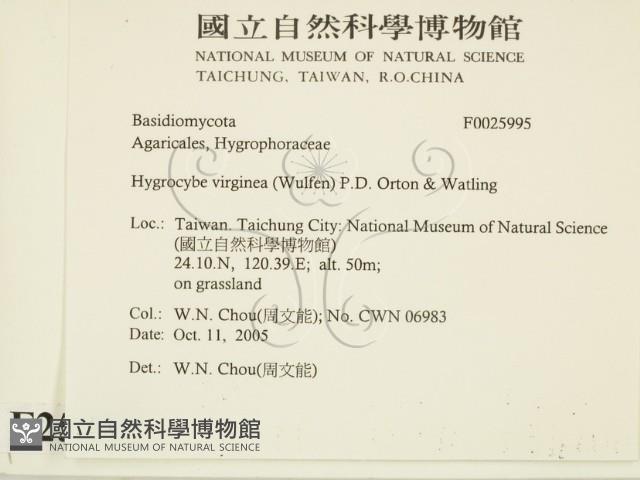 國立自然科學博物館
NATIONAL MUSEUM OF NATURAL SCIENCE
TAICHUNG, TAIWAN, R.O.CHINA
Basidiomycota F0025995
Agaricales, Hygrophoraceae
Hygrocybe virginea (Wulfen) P.D. Orton & Watling
Loc.: Taiwan. Taichung City: National Museum of Natural Science
(國立自然科學博物館)
24.10.N, 120.39.E; alt. 50m;
on grassland
Col.: W.N. Chou(周文能); No. CWN 06983
Date: Oct. 11, 2005
Det.: W.N. Chou(周文能)
國立自然科學博物館
NATIONAL MUSEUM OF NATURAL SCIENCE